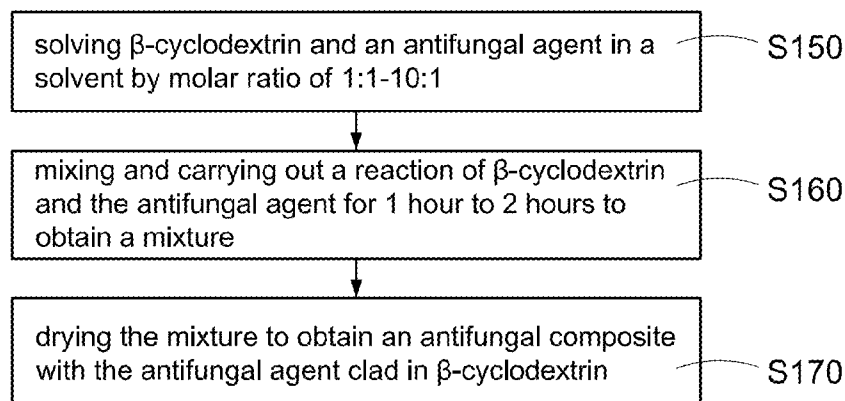 solving β-cyclodextrin and an antifungal agent in a
solvent by molar ratio of 1:1-10:1
S150
mixing and carrying out a reaction of β-cyclodextrin
and the antifungal agent for 1 hour to 2 hours to
obtain a mixture
S160
drying the mixture to obtain an antifungal composite
with the antifungal agent clad in β-cyclodextrin
S170